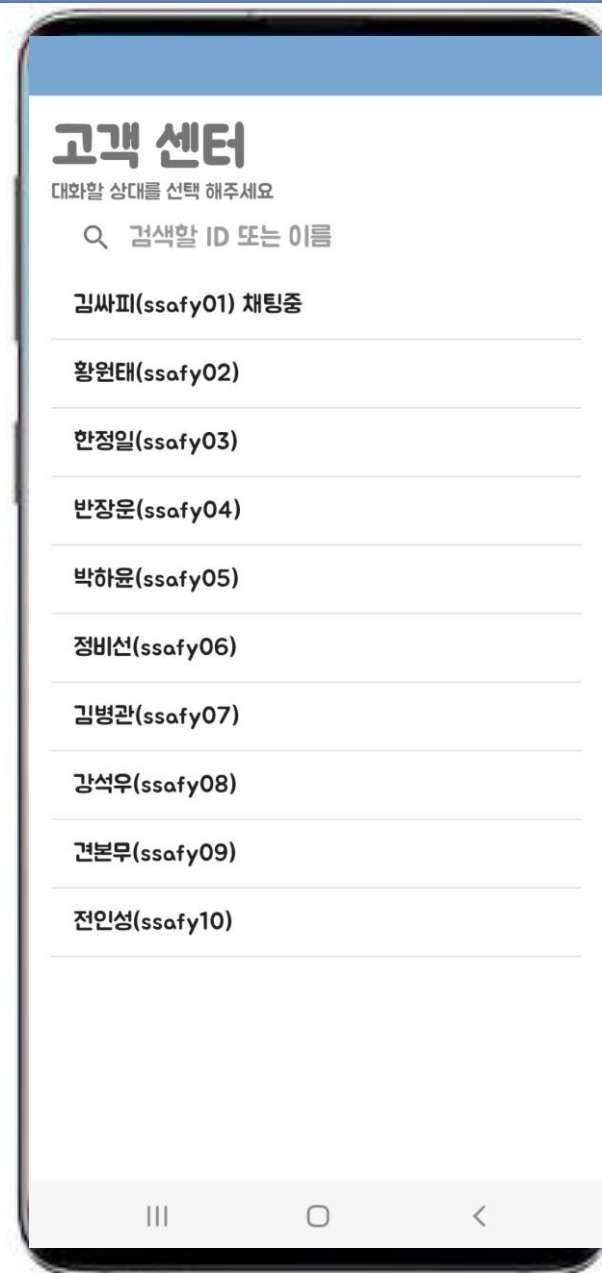 고객 센터
대화할 상대를 선택 해주세요
검색할 ID 또는 이름
김싸피(ssafy01) 채팅중
황원태(ssafy02)
한정일(ssafy03)
반장운(ssafy04)
박하윤(ssafy05)
정비선(ssafy06)
김병관(ssafy07)
강석우(ssafy08)
견본무(ssafy09)
전인성(ssafy10)